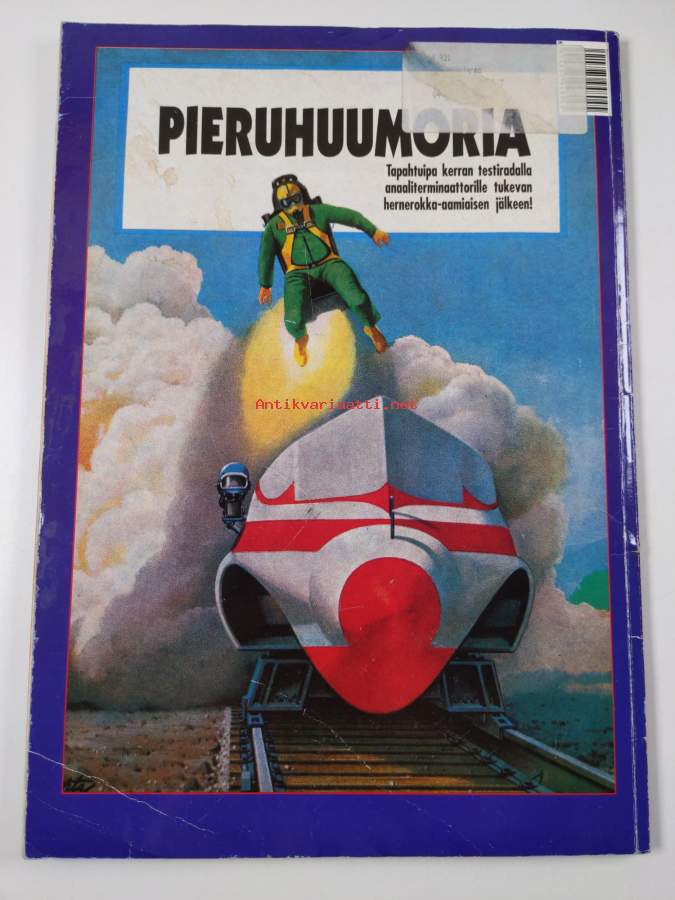 PIERUHUUMORIA
Tapahtuipa kerran testiradalla
anaaliterminaattorille tukevan
hernerokka-aamiaisen jälkeen!
Antikvariaatti.net